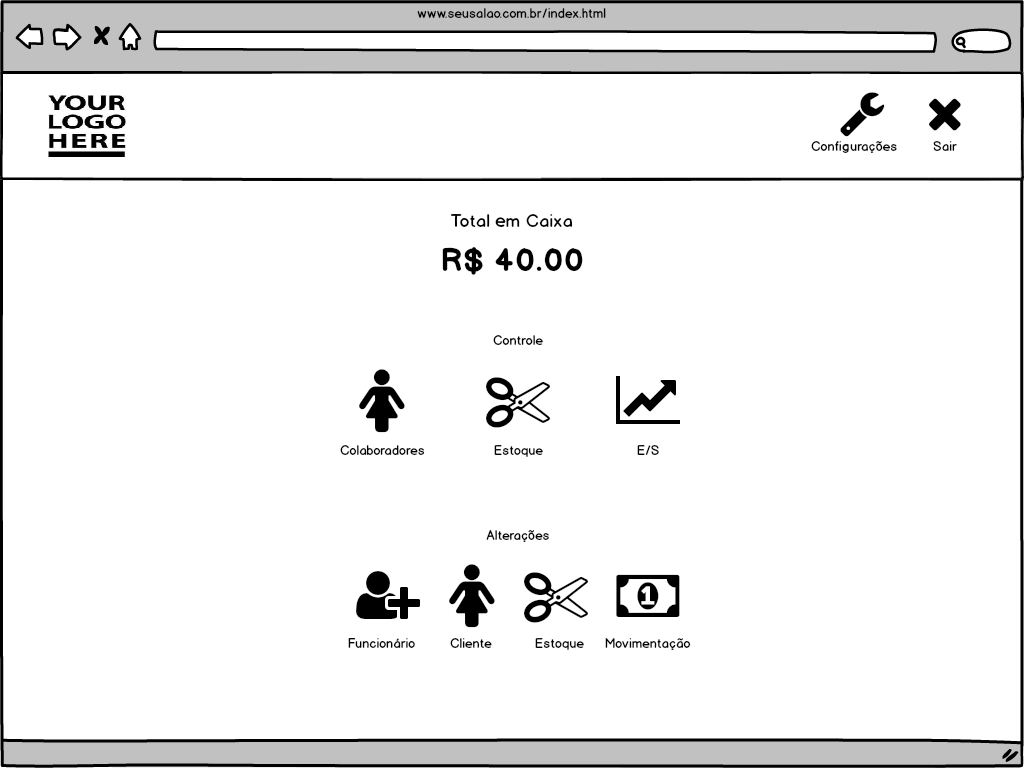 www.seusalao.com.br/index.html
YOUR
LOGO
HERE
Configurações
Sair
Total em Caixa
R$ 40.00
Controle
Colaboradores
Estoque
E/S
Alterações
1
Funcionário
Cliente
Estoque
Movimentação